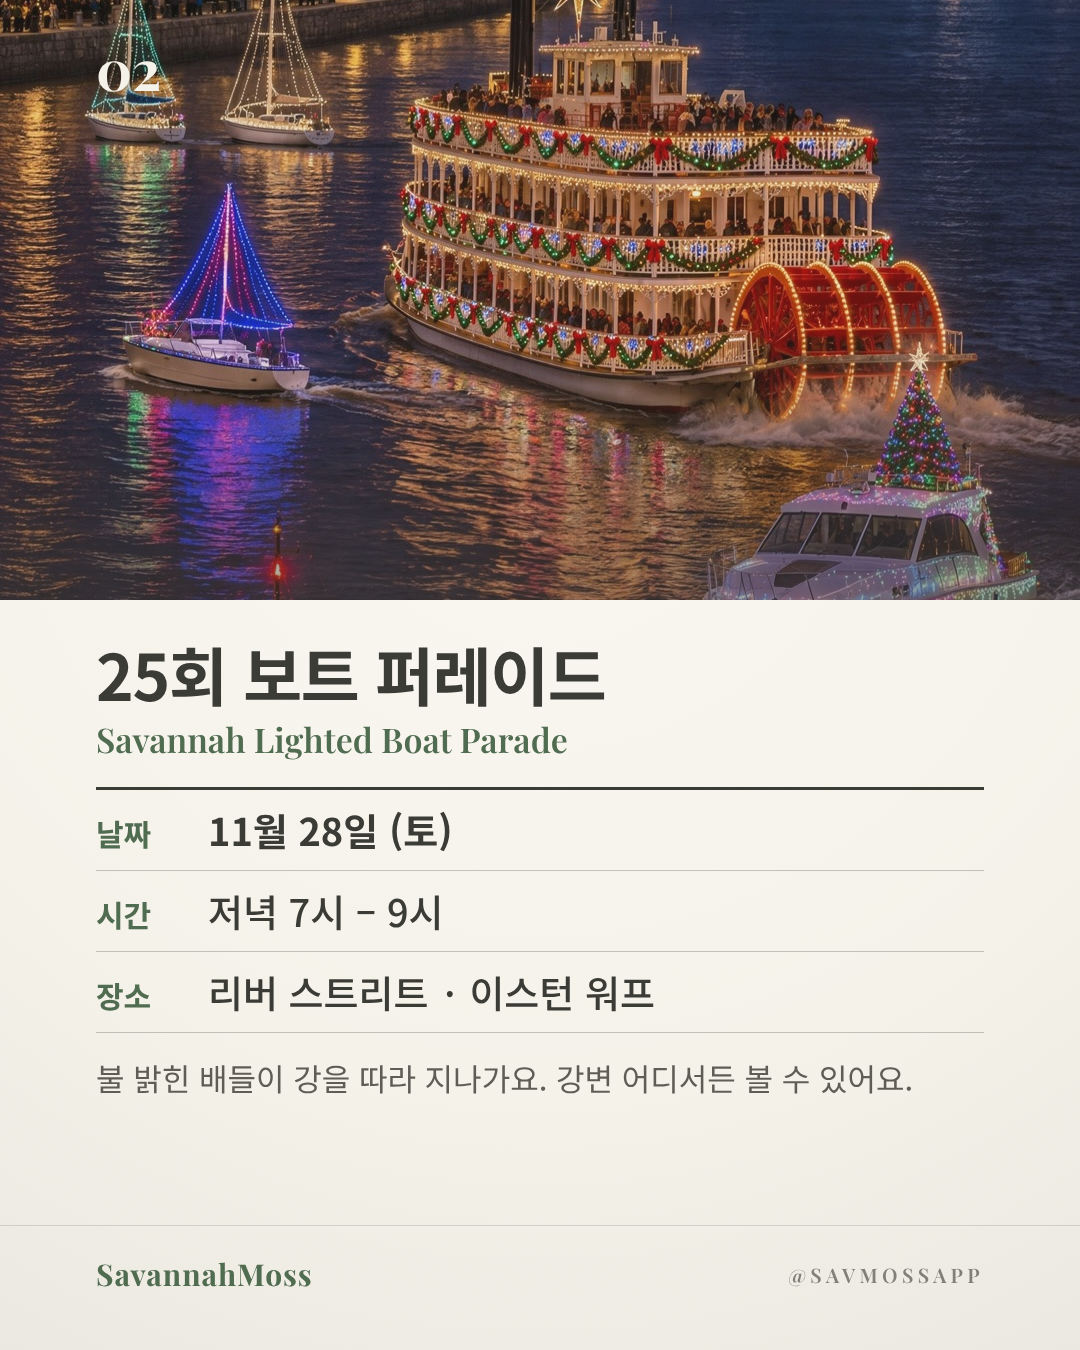 02
25회 보트 퍼레이드
Savannah Lighted Boat Parade
날짜 11월 28일 (토)
시간 저녁 7시 – 9시
장소 리버 스트리트 · 이스턴 워프
불 밝힌 배들이 강을 따라 지나가요. 강변 어디서든 볼 수 있어요.
SavannahMoss
@SAVMOSSAPP